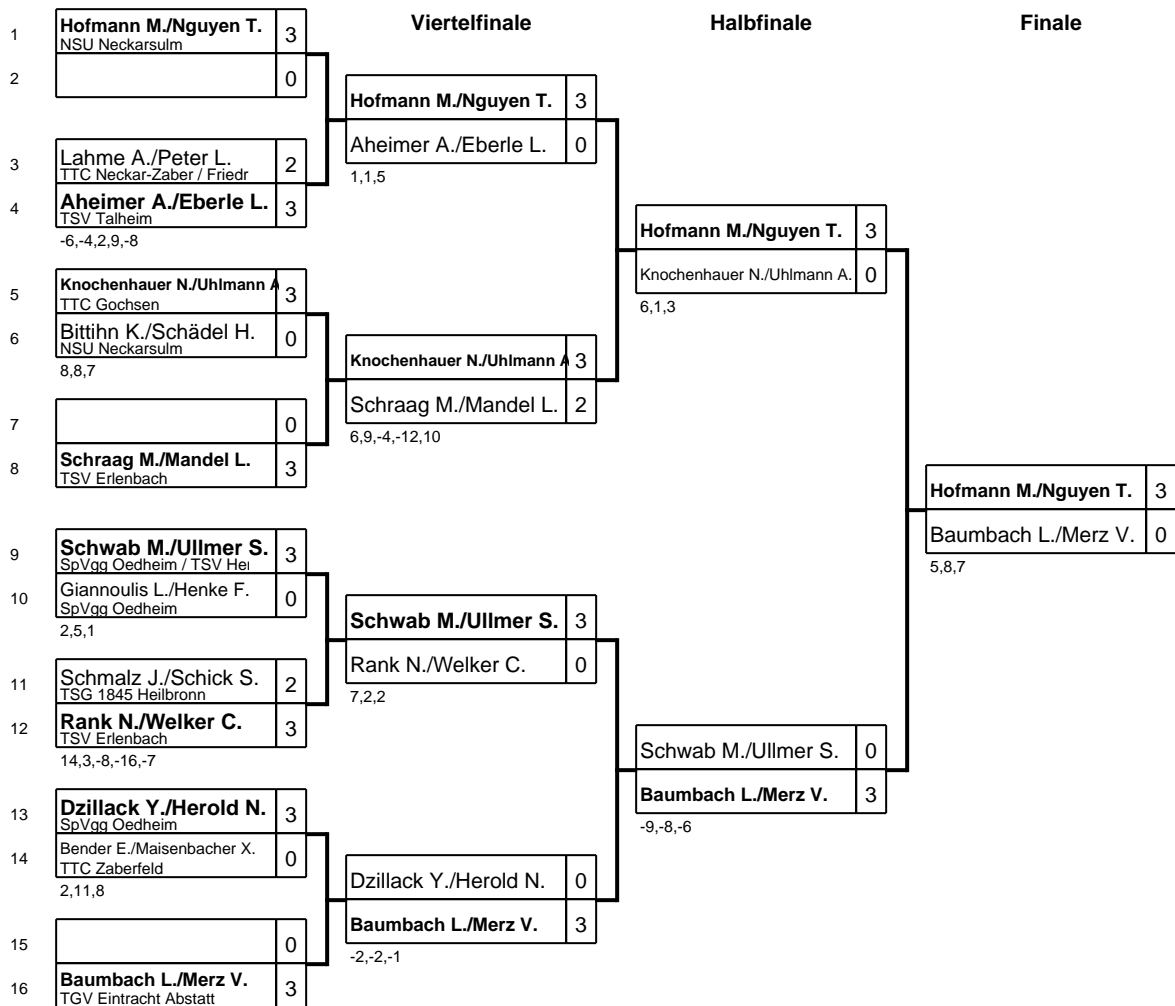 Viertelfinale
Halbfinale
Finale
1
Hofmann M./Nguyen T. 3
NSU Neckarsulm
2
0
3
Lahme A./Peter L. 2
TTC Neckar-Zaber / Friedr
4
Aheimer A./Eberle L. 3
TSV Talheim
-6,-4,2,9,-8
5
Knochenhauer N./Uhlmann A 3
TTC Gochsen
6
Bittihn K./Schädel H. 0
NSU Neckarsulm
8,8,7
7
0
8
Schraag M./Mandel L. 3
TSV Erlenbach
9
Schwab M./Ullmer S. 3
SpVgg Oedheim / TSV Her
10
Giannoulis L./Henke F. 0
SpVgg Oedheim
2,5,1
11
Schmalz J./Schick S. 2
TSG 1845 Heilbronn
12
Rank N./Welker C. 3
TSV Erlenbach
14,3,-8,-16,-7
13
Dzillack Y./Herold N. 3
SpVgg Oedheim
14
Bender E./Maisenbacher X. 0
TTC Zaberfeld
2,11,8
15
0
16
Baumbach L./Merz V. 3
TGV Eintracht Abstatt
Hofmann M./Nguyen T. 3
Aheimer A./Eberle L. 0
1,1,5
Knochenhauer N./Uhlmann A 3
Schraag M./Mandel L. 2
6,9,-4,-12,10
Schwab M./Ullmer S. 3
Rank N./Welker C. 0
7,2,2
Dzillack Y./Herold N. 0
Baumbach L./Merz V. 3
-2,-2,-1
Hofmann M./Nguyen T. 3
Knochenhauer N./Uhlmann A. 0
6,1,3
Schwab M./Ullmer S. 0
Baumbach L./Merz V. 3
-9,-8,-6
Hofmann M./Nguyen T. 3
Baumbach L./Merz V. 0
5,8,7